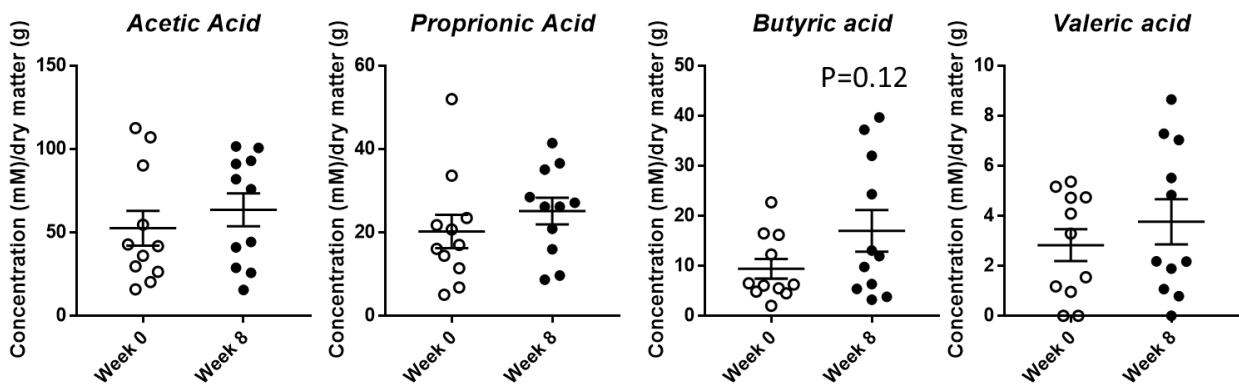 Acetic Acid
Concentration (mM)/dry matter (g)
150
100
50
0
Week 0
Week 8
Proprionic Acid
Concentration (mM)/dry matter (g)
60
40
20
0
Week 0
Week 8
Butyric acid
Concentration (mM)/dry matter (g)
50
40
30
20
10
0
P=0.12
Week 0
Week 8
Valeric acid
Concentration (mM)/dry matter (g)
10
8
6
4
2
0
Week 0
Week 8